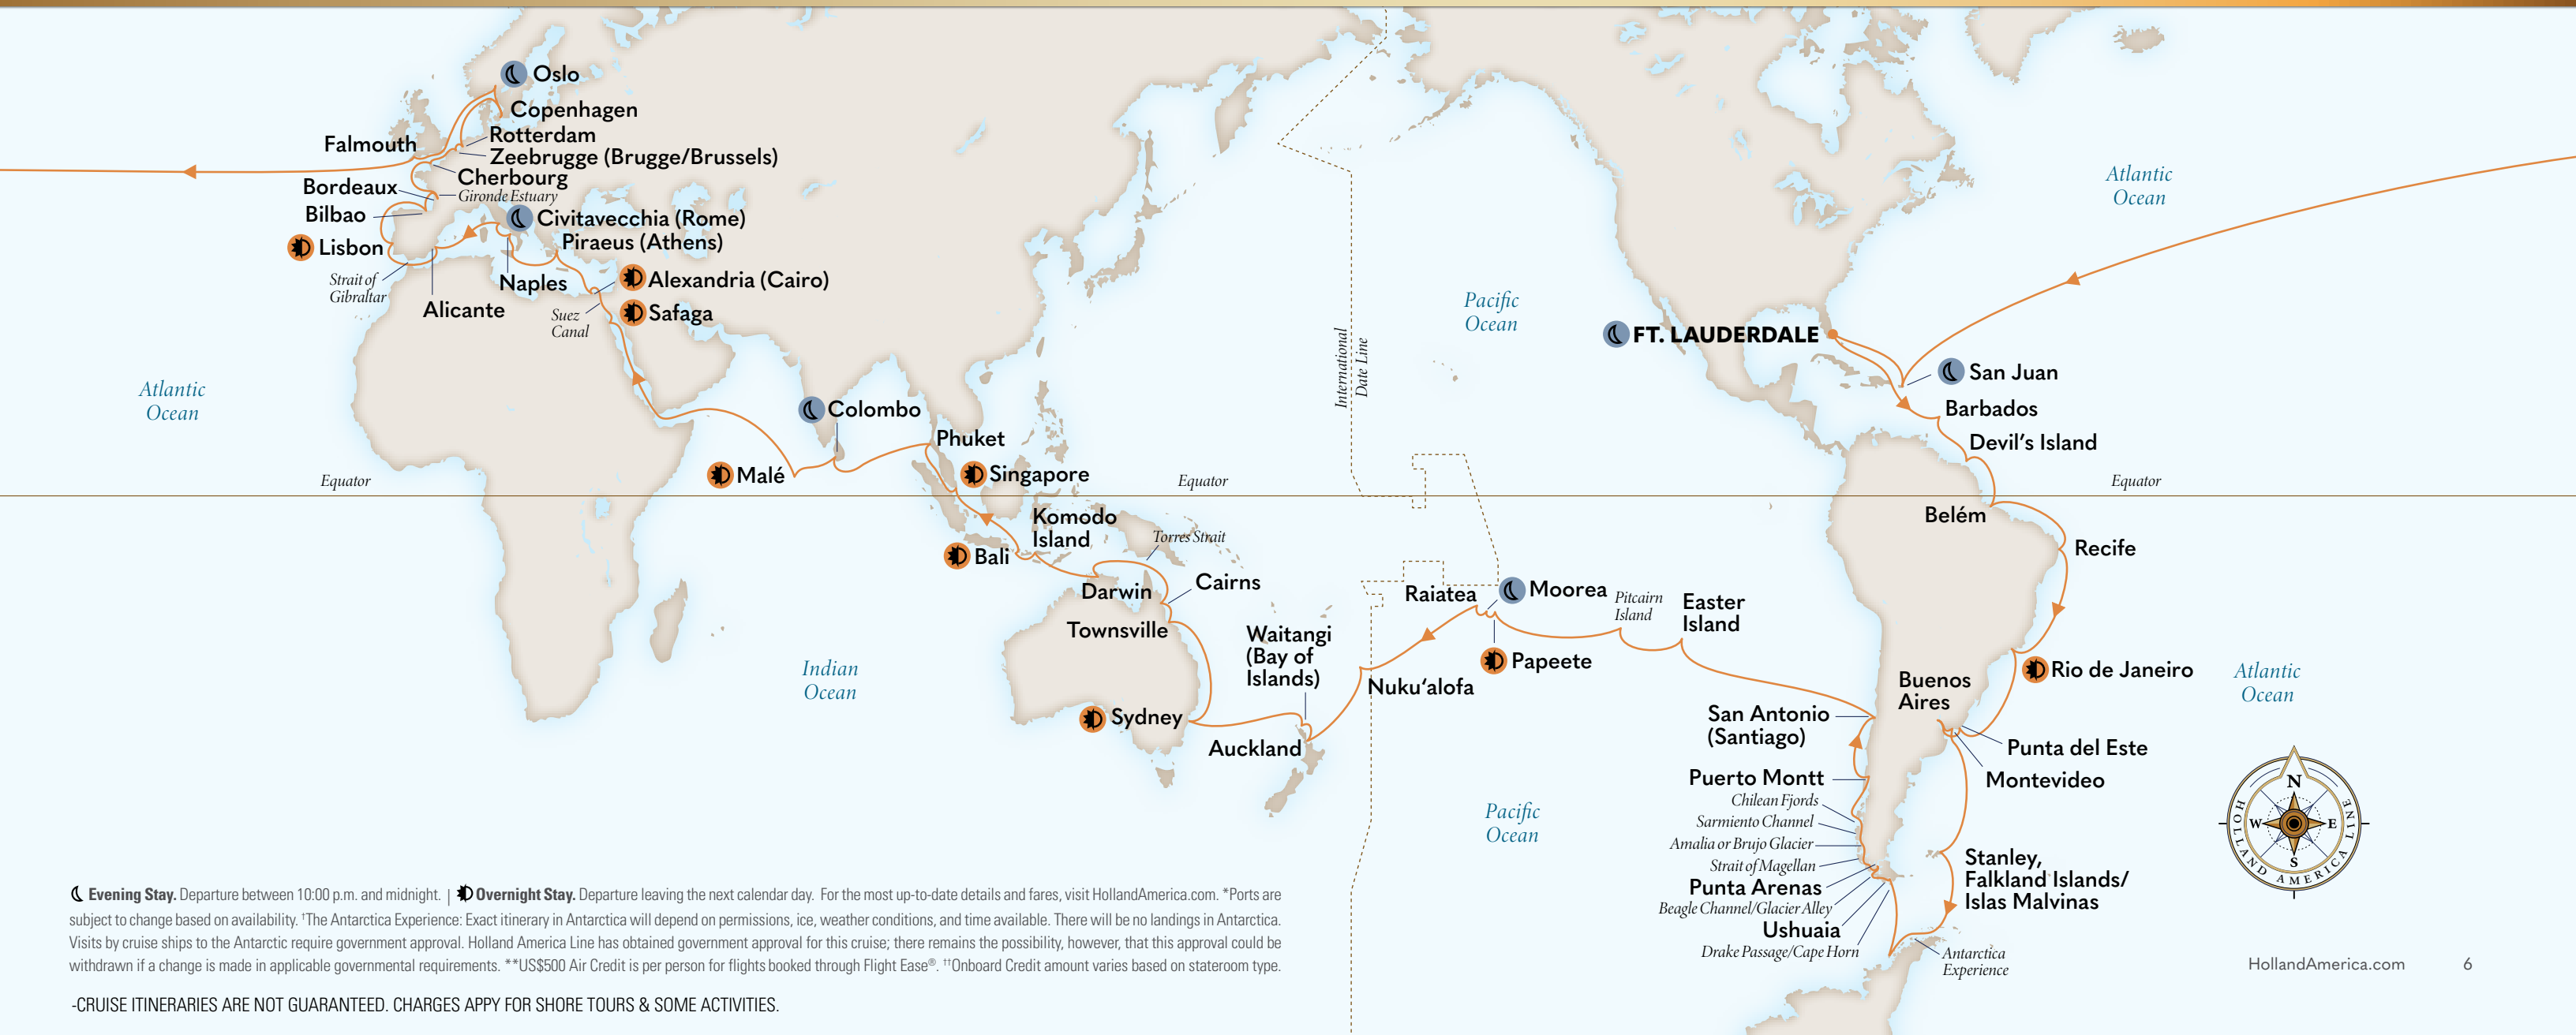 Oslo
Copenhagen
Rotterdam
Falmouth
Zeebrugge (Brugge/Brussels)
Cherbourg
Bordeaux
Gironde Estuary
Bilbao
Civitavecchia (Rome)
Lisbon
Piraeus (Athens)
Strait of
Gibraltar
Naples
Alexandria (Cairo)
Alicante
Suez
Canal
Safaga
Atlantic
Ocean
Colombo
Phuket
Malé
Singapore
Equator
Equator
Komodo
Island
Torres Strait
Bali
Darwin
Cairns
Townsville
Indian
Ocean
Waitangi
(Bay of
Islands)
Sydney
Auckland
International
Date Line
Pacific
Ocean
Raiatea
Moorea
Pitcairn
Island
Easter
Island
Papeete
Nuku‘alofa
Pacific
Ocean
Atlantic
Ocean
FT. LAUDERDALE
San Juan
Barbados
Devil’s Island
Equator
Belém
Recife
Rio de Janeiro
Atlantic
Ocean
Buenos
Aires
San Antonio
(Santiago)
Punta del Este
Montevideo
Puerto Montt
Chilean Fjords
Sarmiento Channel
Amalia or Brujo Glacier
Strait of Magellan
Punta Arenas
Beagle Channel/Glacier Alley
Ushuaia
Drake Passage/Cape Horn
Stanley,
Falkland Islands/
Islas Malvinas
Antarctica
Experience
N
W
E
S
HOLLAND AMERICA LINE
Evening Stay. Departure between 10:00 p.m. and midnight. | Overnight Stay. Departure leaving the next calendar day. For the most up-to-date details and fares, visit HollandAmerica.com. *Ports are
subject to change based on availability. †The Antarctica Experience: Exact itinerary in Antarctica will depend on permissions, ice, weather conditions, and time available. There will be no landings in Antarctica.
Visits by cruise ships to the Antarctic require government approval. Holland America Line has obtained government approval for this cruise; there remains the possibility, however, that this approval could be
withdrawn if a change is made in applicable governmental requirements. **US$500 Air Credit is per person for flights booked through Flight Ease®. ††Onboard Credit amount varies based on stateroom type.
-CRUISE ITINERARIES ARE NOT GUARANTEED. CHARGES APPY FOR SHORE TOURS & SOME ACTIVITIES.
HollandAmerica.com 6